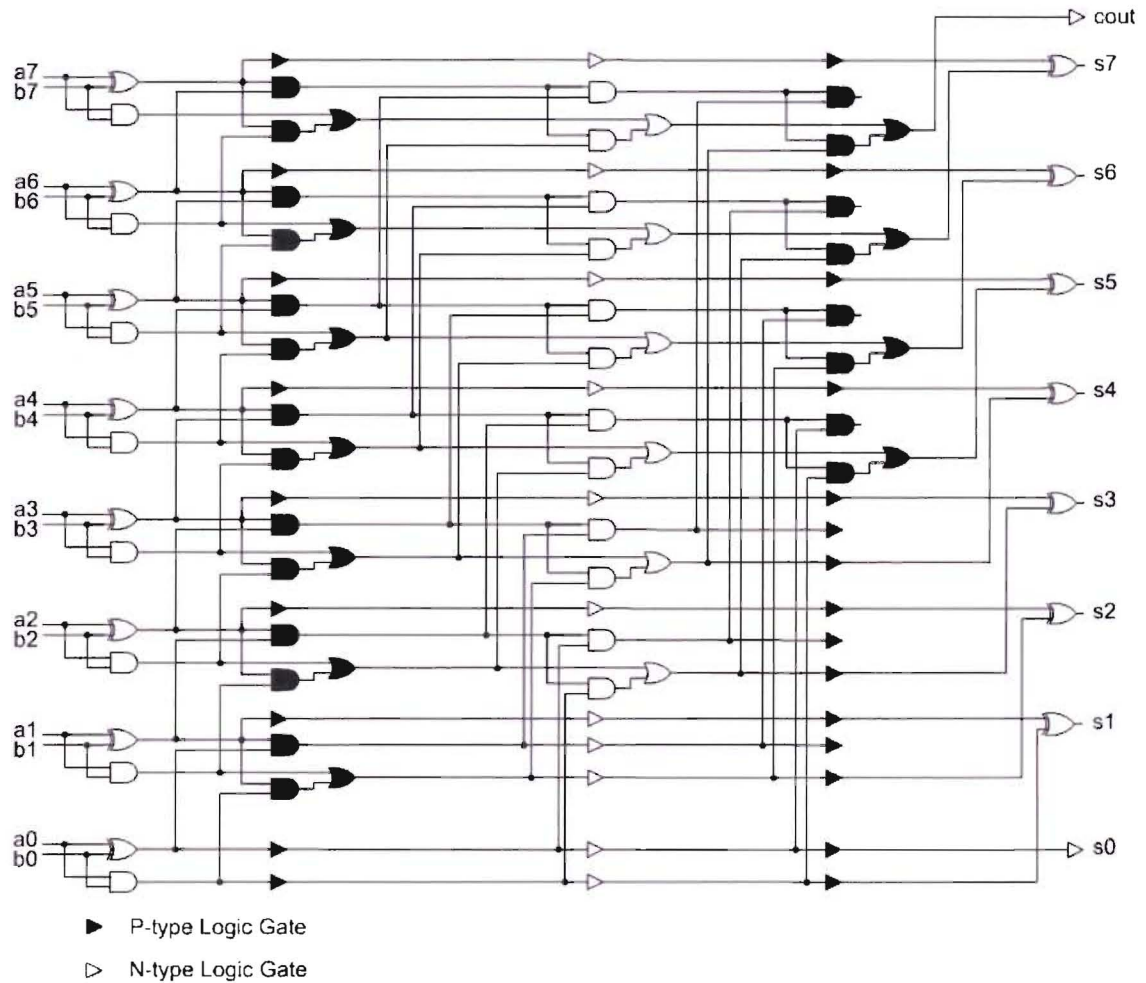 cout
s7
a7
b7
s6
a6
b6
s5
a5
b5
s4
a4
b4
s3
a3
b3
s2
a2
b2
s1
a1
b1
s0
a0
b0
P-type Logic Gate
N-type Logic Gate